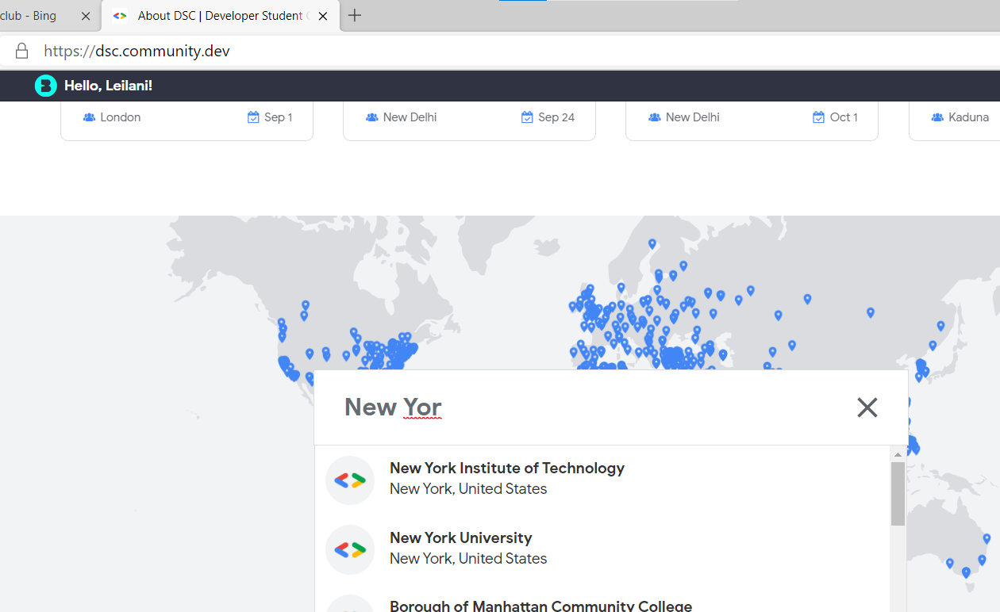 club - Bing
About DSC | Developer Student
https://dsc.community.dev
Hello, Leilani!
London Sep 1
New Delhi Sep 24
New Delhi Oct 1
Kaduna
New Yor
New York Institute of Technology
New York, United States
New York University
New York, United States
Borough of Manhattan Community College